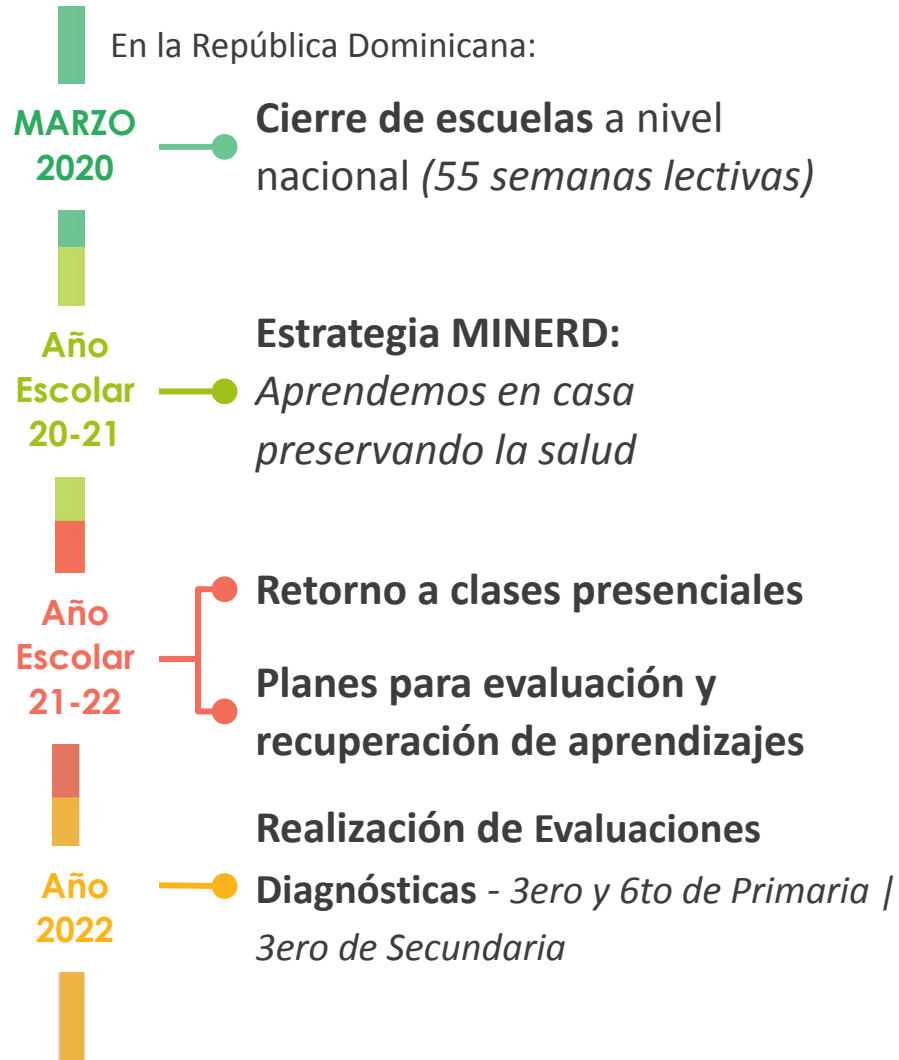 En la República Dominicana:
MARZO
2020
Cierre de escuelas a nivel
nacional (55 semanas lectivas)
Año
Escolar
20-21
Estrategia MINERD:
Aprendemos en casa
preservando la salud
Año
Escolar
21-22
Retorno a clases presenciales
Planes para evaluación y
recuperación de aprendizajes
Año
2022
Realización de Evaluaciones
Diagnósticas - 3ero y 6to de Primaria |
3ero de Secundaria